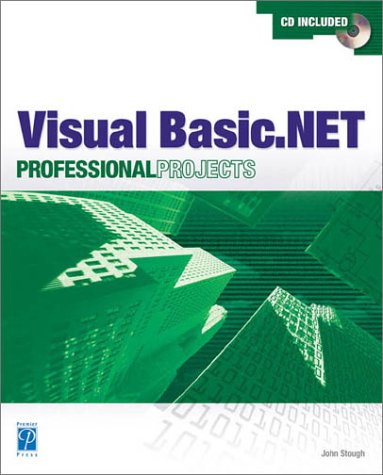 CD INCLUDED
Visual Basic.NET
PROFESSIONALPROJECTS
Premier
P
Press
John Stough